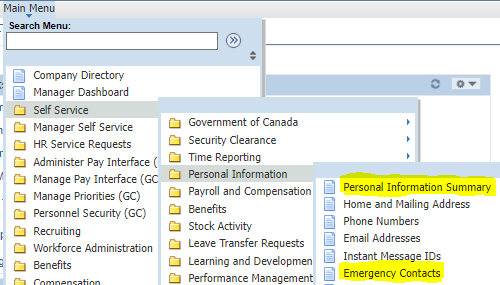 Main Menu
Search Menu:
Company Directory
Manager Dashboard
Self Service
Manager Self Service
HR Service Requests
Administer Pay Interface (
Manage Pay Interface (GC)
Manage Priorities (GC)
Personnel Security (GC)
Recruiting
Workforce Administration
Benefits
Compensation
Government of Canada
Security Clearance
Time Reporting
Personal Information
Payroll and Compensation
Benefits
Stock Activity
Leave Transfer Requests
Learning and Developmen
Performance Management
Personal Information Summary
Home and Mailing Address
Phone Numbers
Email Addresses
Instant Message IDs
Emergency Contacts